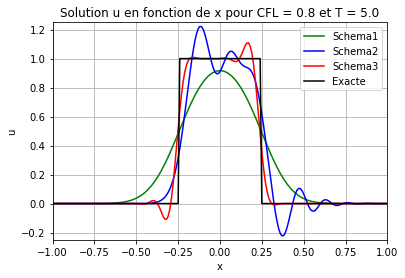 Solution u en fonction de x pour CFL = 0.8 et T = 5.0
1.2
1.0
0.8
0.6
0.4
0.2
0.0
−0.2
u
Schema1
Schema2
Schema3
Exacte
−1.00 −0.75 −0.50 −0.25 0.00 0.25 0.50 0.75 1.00
x